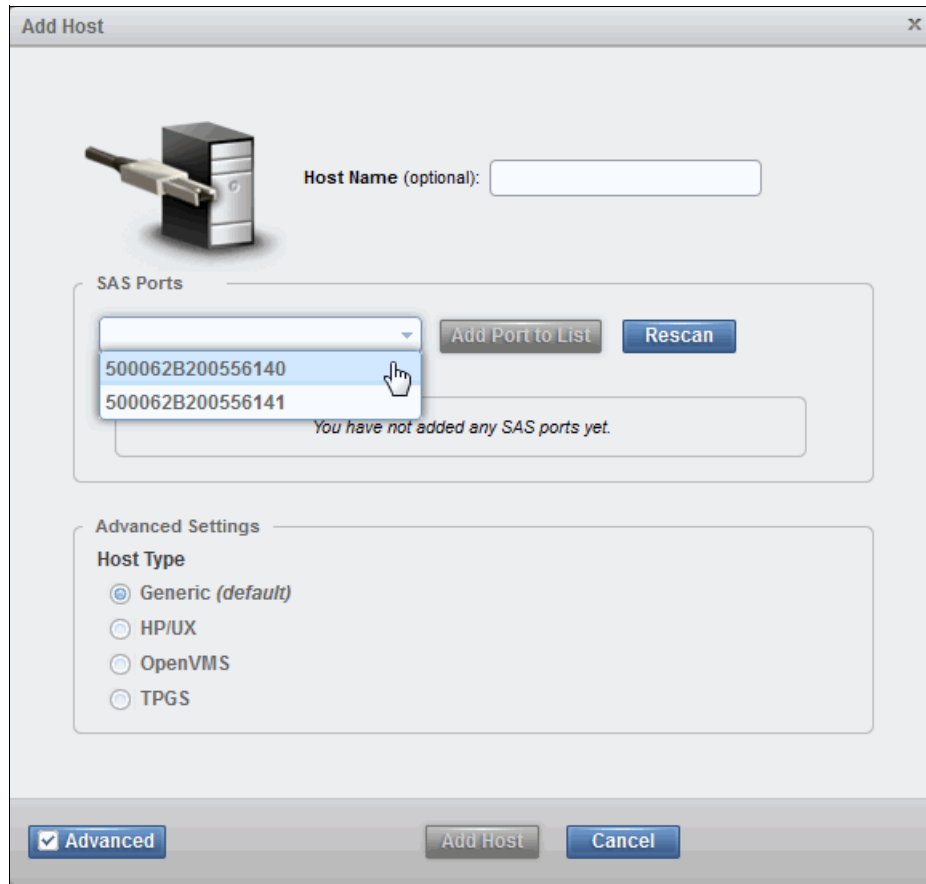 Add Host x
Host Name (optional):
SAS Ports
Add Port to List Rescan
500062B200556140
500062B200556141
You have not added any SAS ports yet.
Advanced Settings
Host Type
Generic (default)
HP/UX
OpenVMS
TPGS
Advanced Add Host Cancel